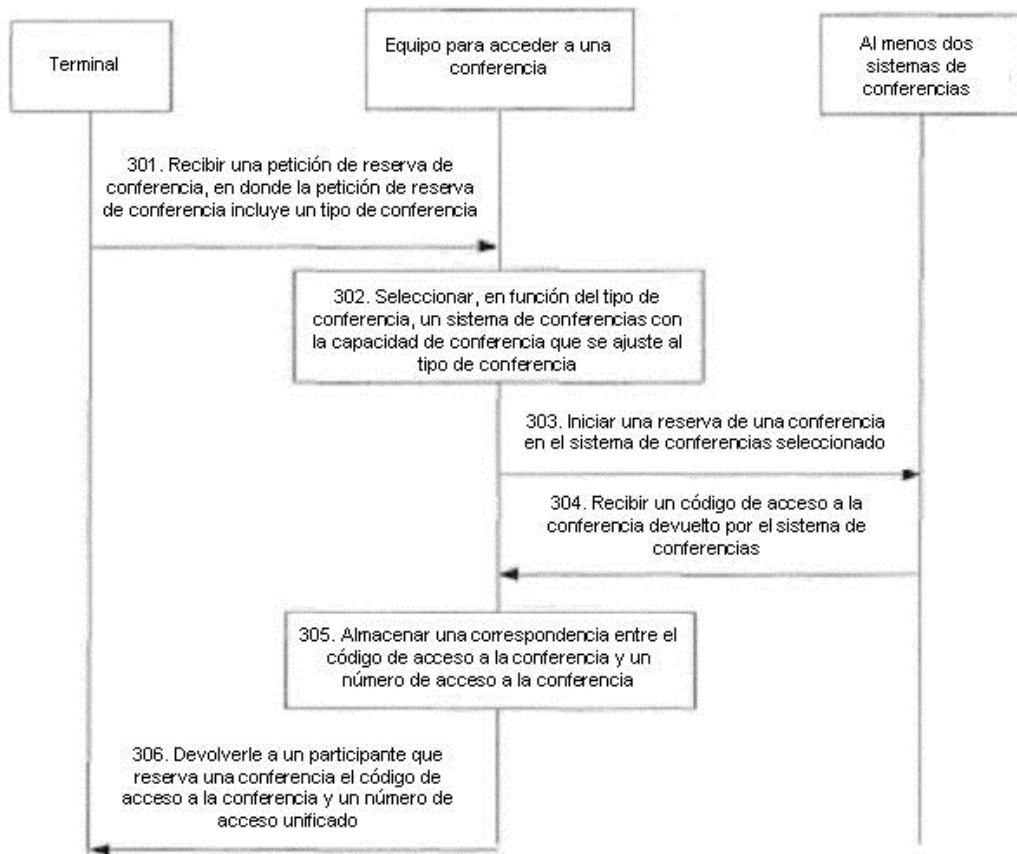 Terminal
Equipo para acceder a una
conferencia
Al menos dos
sistemas de
conferencias
301. Recibir una petición de reserva de
conferencia, en donde la petición de reserva
de conferencia incluye un tipo de conferencia
302. Seleccionar, en función del tipo de
conferencia, un sistema de conferencias con
la capacidad de conferencia que se ajuste al
tipo de conferencia
303. Iniciar una reserva de una conferencia
en el sistema de conferencias seleccionado
304. Recibir un código de acceso a la
conferencia devuelto por el sistema de
conferencias
305. Almacenar una correspondencia entre el
código de acceso a la conferencia y un
número de acceso a la conferencia
306. Devolverle a un participante que
reserva una conferencia el código de
acceso a la conferencia y un número de
acceso unificado